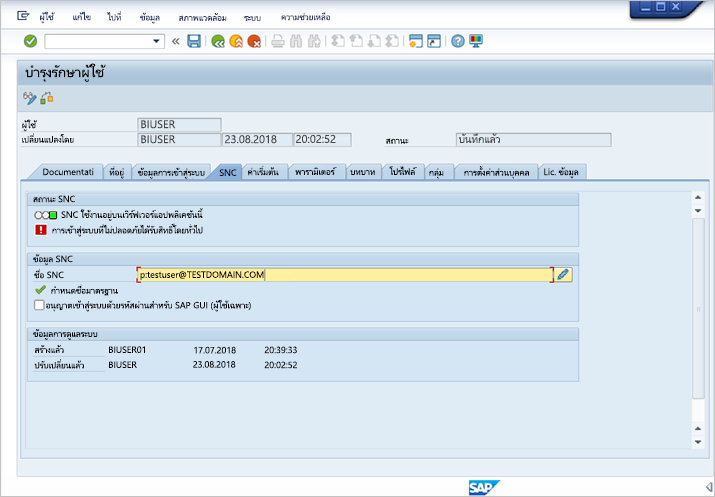 ผู้ใช้ แก้ไข ไปที่ ข้อมูล สภาพแวดล้อม ระบบ ความช่วยเหลือ
บำรุงรักษาผู้ใช้
ผู้ใช้ BIUSER
เปลี่ยนแปลงโดย BIUSER 23.08.2018 20:02:52 สถานะ บันทึกแล้ว
Documentati ที่อยู่ ข้อมูลการเข้าสู่ระบบ SNC ค่าเริ่มต้น พารามิเตอร์ บทบาท โปรไฟล์ กลุ่ม การตั้งค่าส่วนบุคคล Lic. ข้อมูล
สถานะ SNC
SNC ใช้งานอยู่บนเซิร์ฟเวอร์แอปพลิเคชันนี้
การเข้าสู่ระบบที่ไม่ปลอดภัยได้รับสิทธิ์โดยทั่วไป
ข้อมูล SNC
ชื่อ SNC p:testuser@TESTDOMAIN.COM
กำหนดชื่อมาตรฐาน
อนุญาตเข้าสู่ระบบด้วยรหัสผ่านสำหรับ SAP GUI (ผู้ใช้เฉพาะ)
ข้อมูลการดูแลระบบ
สร้างแล้ว BIUSER01 17.07.2018 20:39:33
ปรับเปลี่ยนแล้ว BIUSER 23.08.2018 20:02:52
SAP